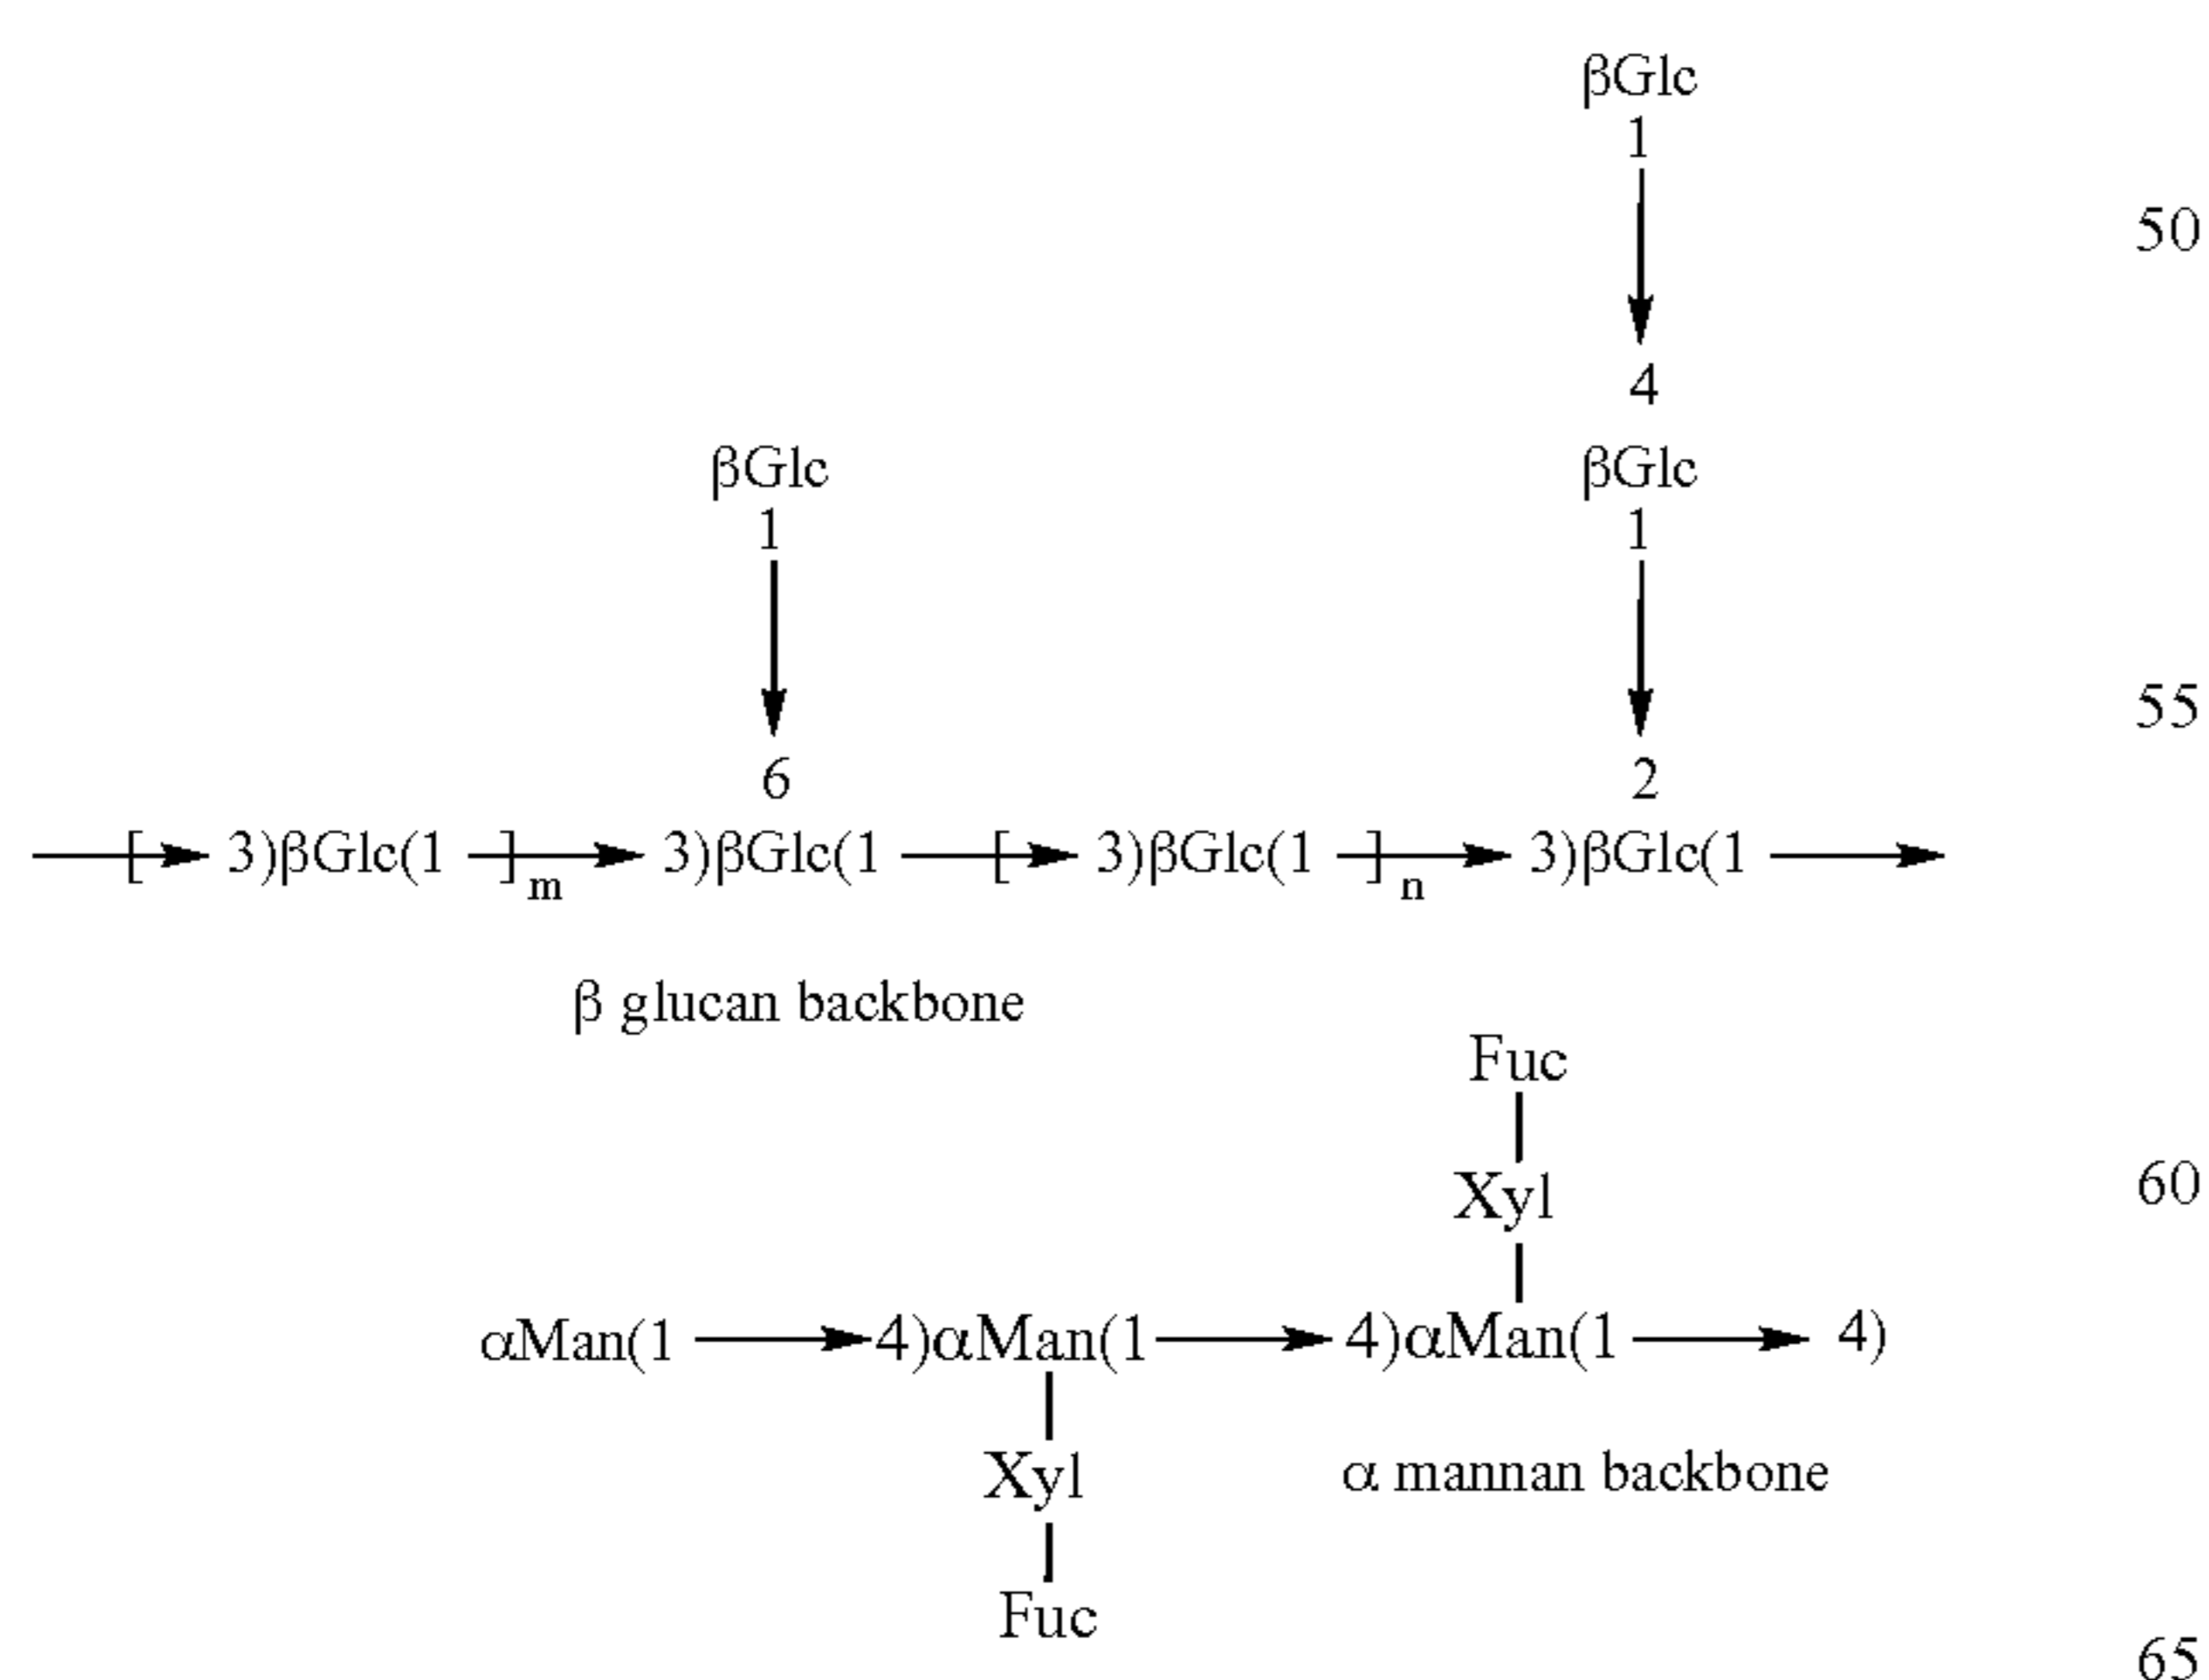 βGlc
1
50
4
βGlc βGlc
1 1
55
6 2
[ 3)βGlc(1 ]m 3)βGlc(1 [ 3)βGlc(1 ]n 3)βGlc(1
β glucan backbone
Fuc
Xyl
60
αMan(1 4)αMan(1 4)αMan(1 4)
Xyl α mannan backbone
Fuc
65